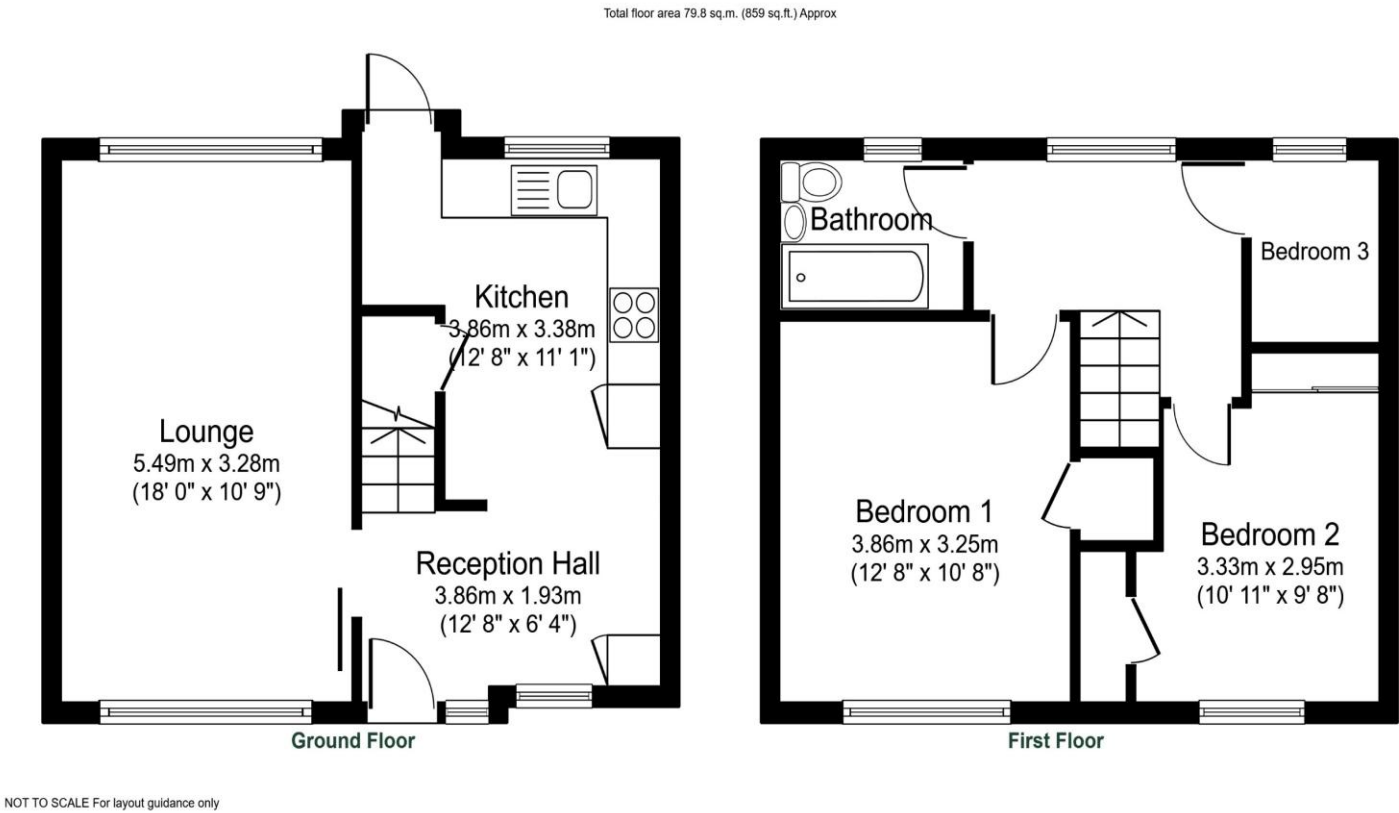 Total floor area 79.8 sq.m. (859 sq.ft.) Approx
Kitchen
3.86m x 3.38m
(12' 8" x 11' 1")
Lounge
5.49m x 3.28m
(18' 0" x 10' 9")
Reception Hall
3.86m x 1.93m
(12' 8" x 6' 4")
Ground Floor
Bathroom
Bedroom 3
Bedroom 1
3.86m x 3.25m
(12' 8" x 10' 8")
Bedroom 2
3.33m x 2.95m
(10' 11" x 9' 8")
First Floor
NOT TO SCALE For layout guidance only